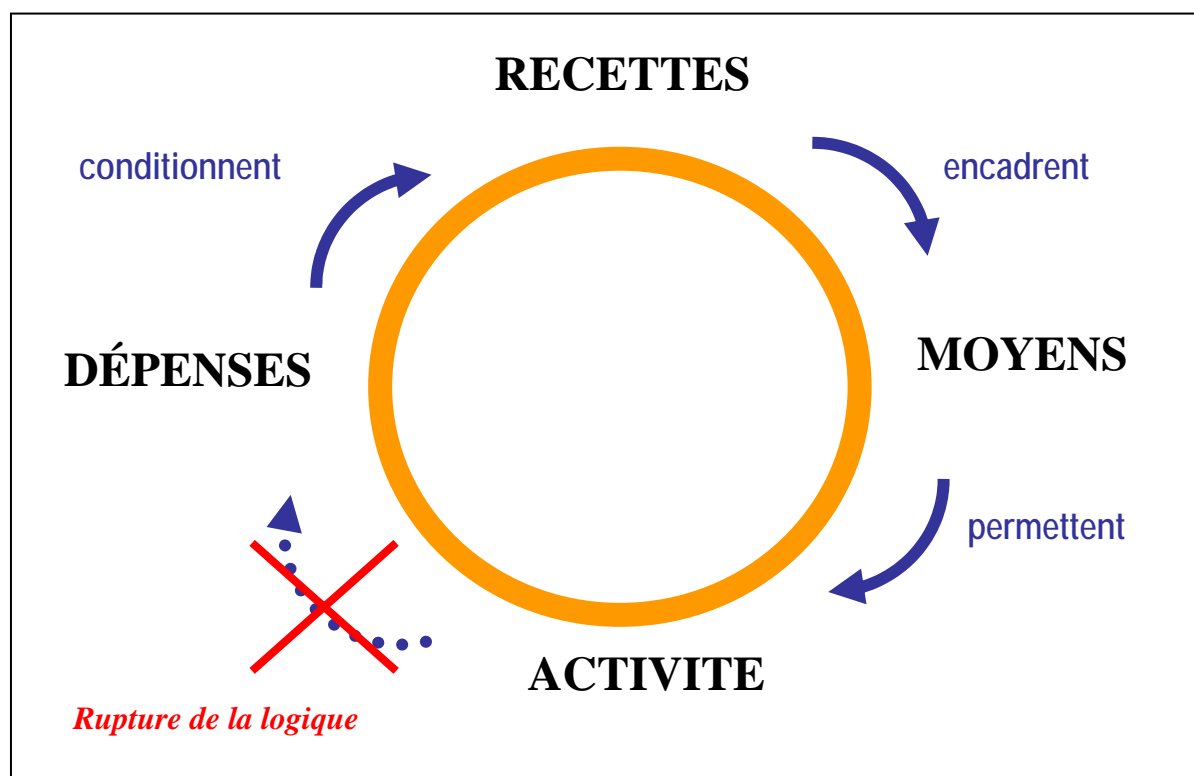 RECETTES
conditionnent
encadrent
DÉPENSES
MOYENS
permettent
ACTIVITE
Rupture de la logique